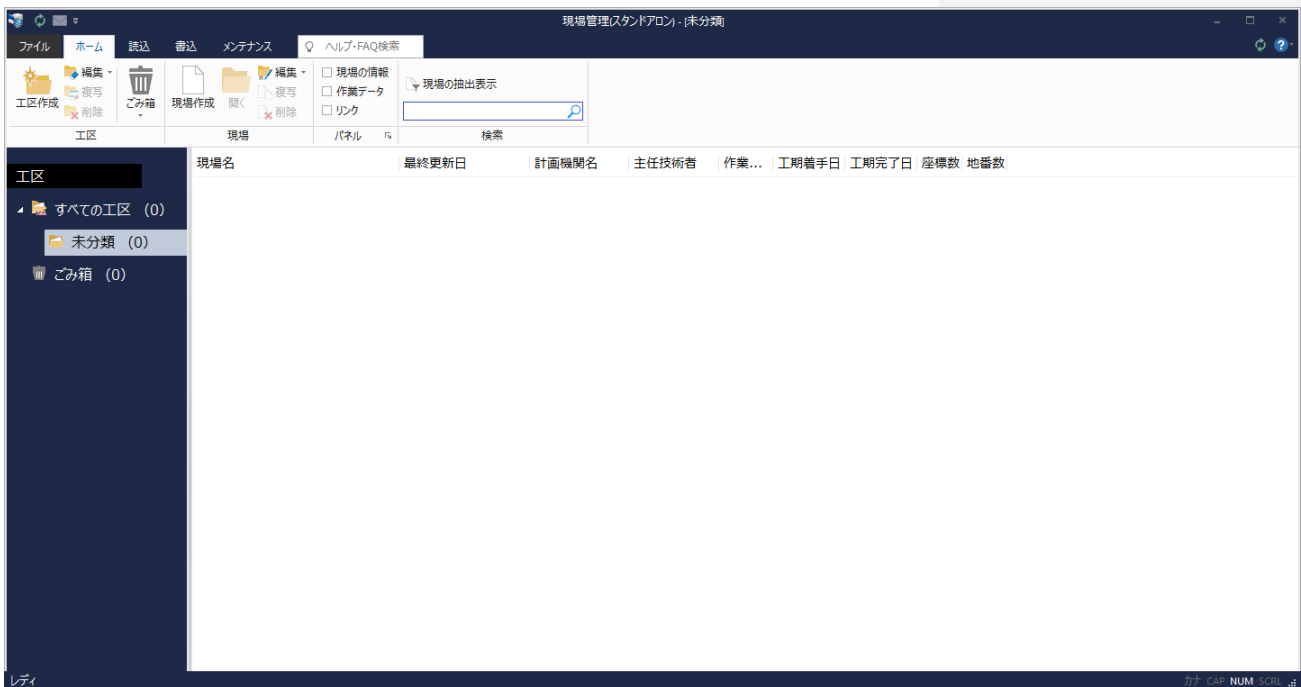 現場管理(スタンドアロン) - [未分類]
ファイル ホーム 読込 書込 メンテナンス ヘルプ・FAQ検索
工区作成 編集 複写 削除 ごみ箱
工区
現場作成 開く 編集 複写 削除
現場
現場の情報
作業データ
リンク
パネル
現場の抽出表示
検索
工区
すべての工区 (0)
未分類 (0)
ごみ箱 (0)
現場名 最終更新日 計画機関名 主任技術者 作業... 工期着手日 工期完了日 座標数 地番数
レディ
カナ CAP NUM SCRL